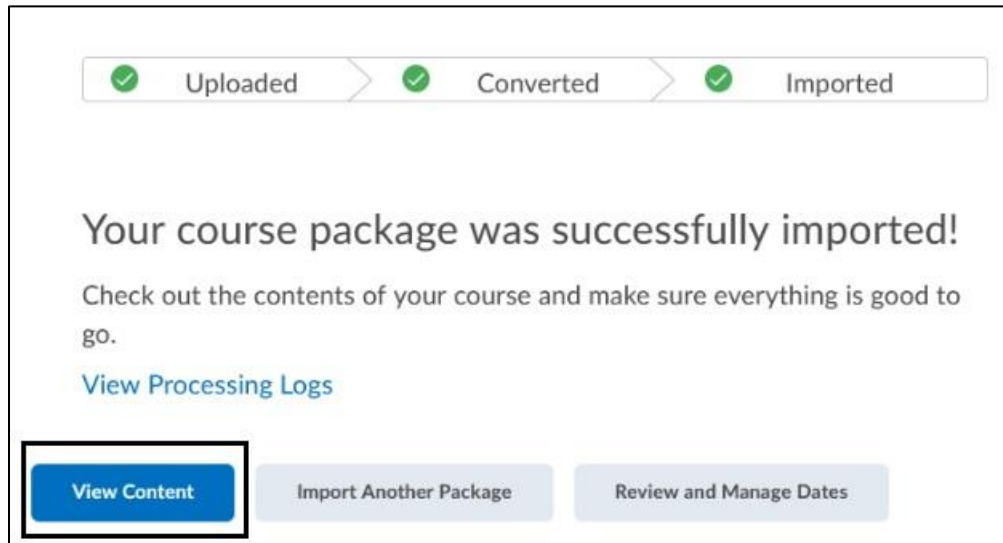 Uploaded Converted Imported
Your course package was successfully imported!
Check out the contents of your course and make sure everything is good to
go.
View Processing Logs
View Content Import Another Package Review and Manage Dates